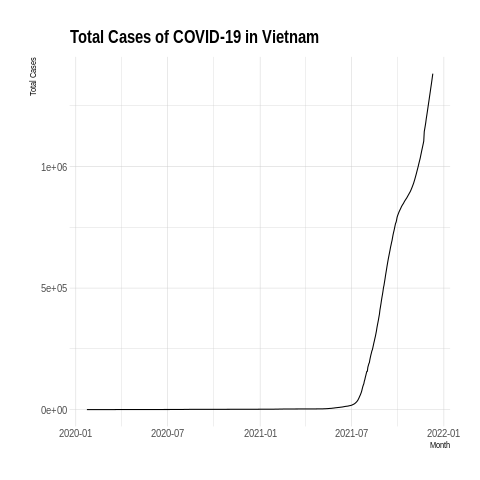 Total Cases of COVID-19 in Vietnam
Total Cases
1e+06
5e+05
0e+00
2020-01 2020-07 2021-01 2021-07 2022-01
Month